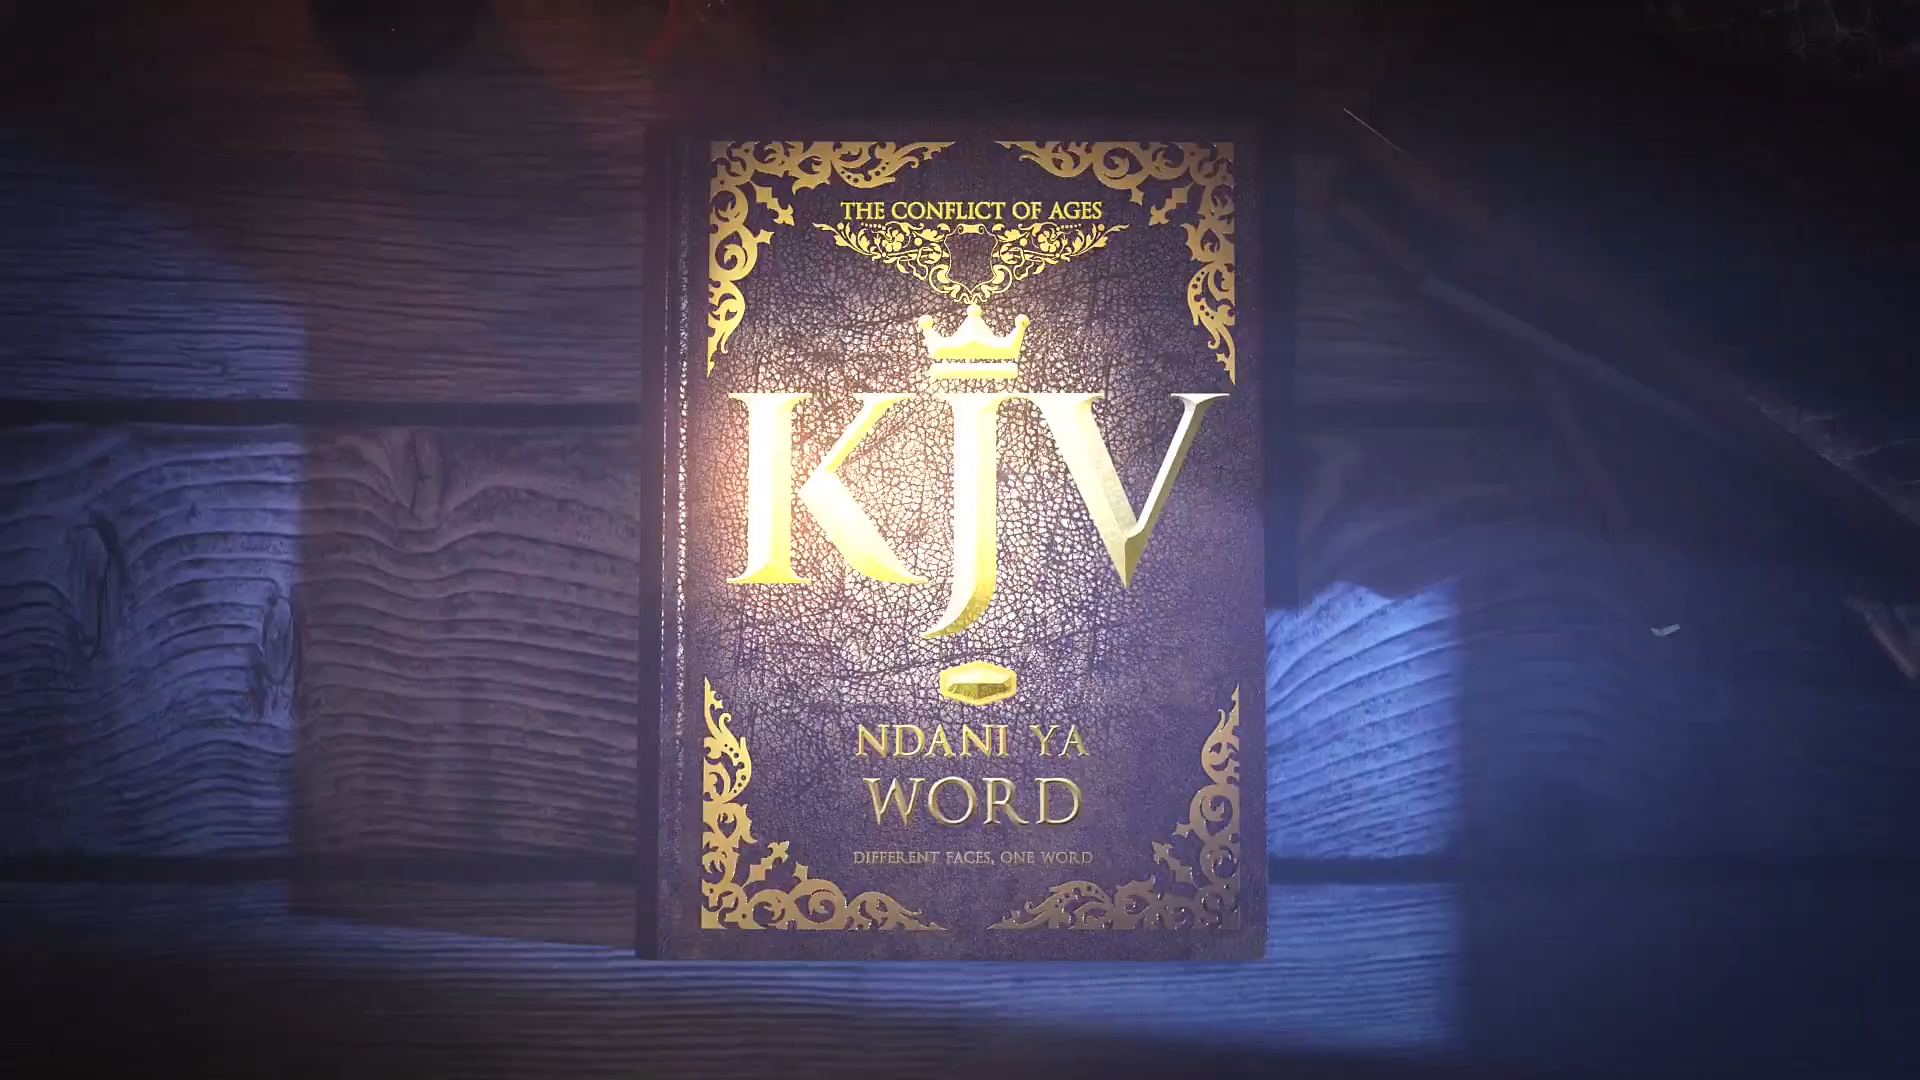 THE CONFLICT OF AGES
KJV
NDANI YA
WORD
DIFFERENT FACES, ONE WORD